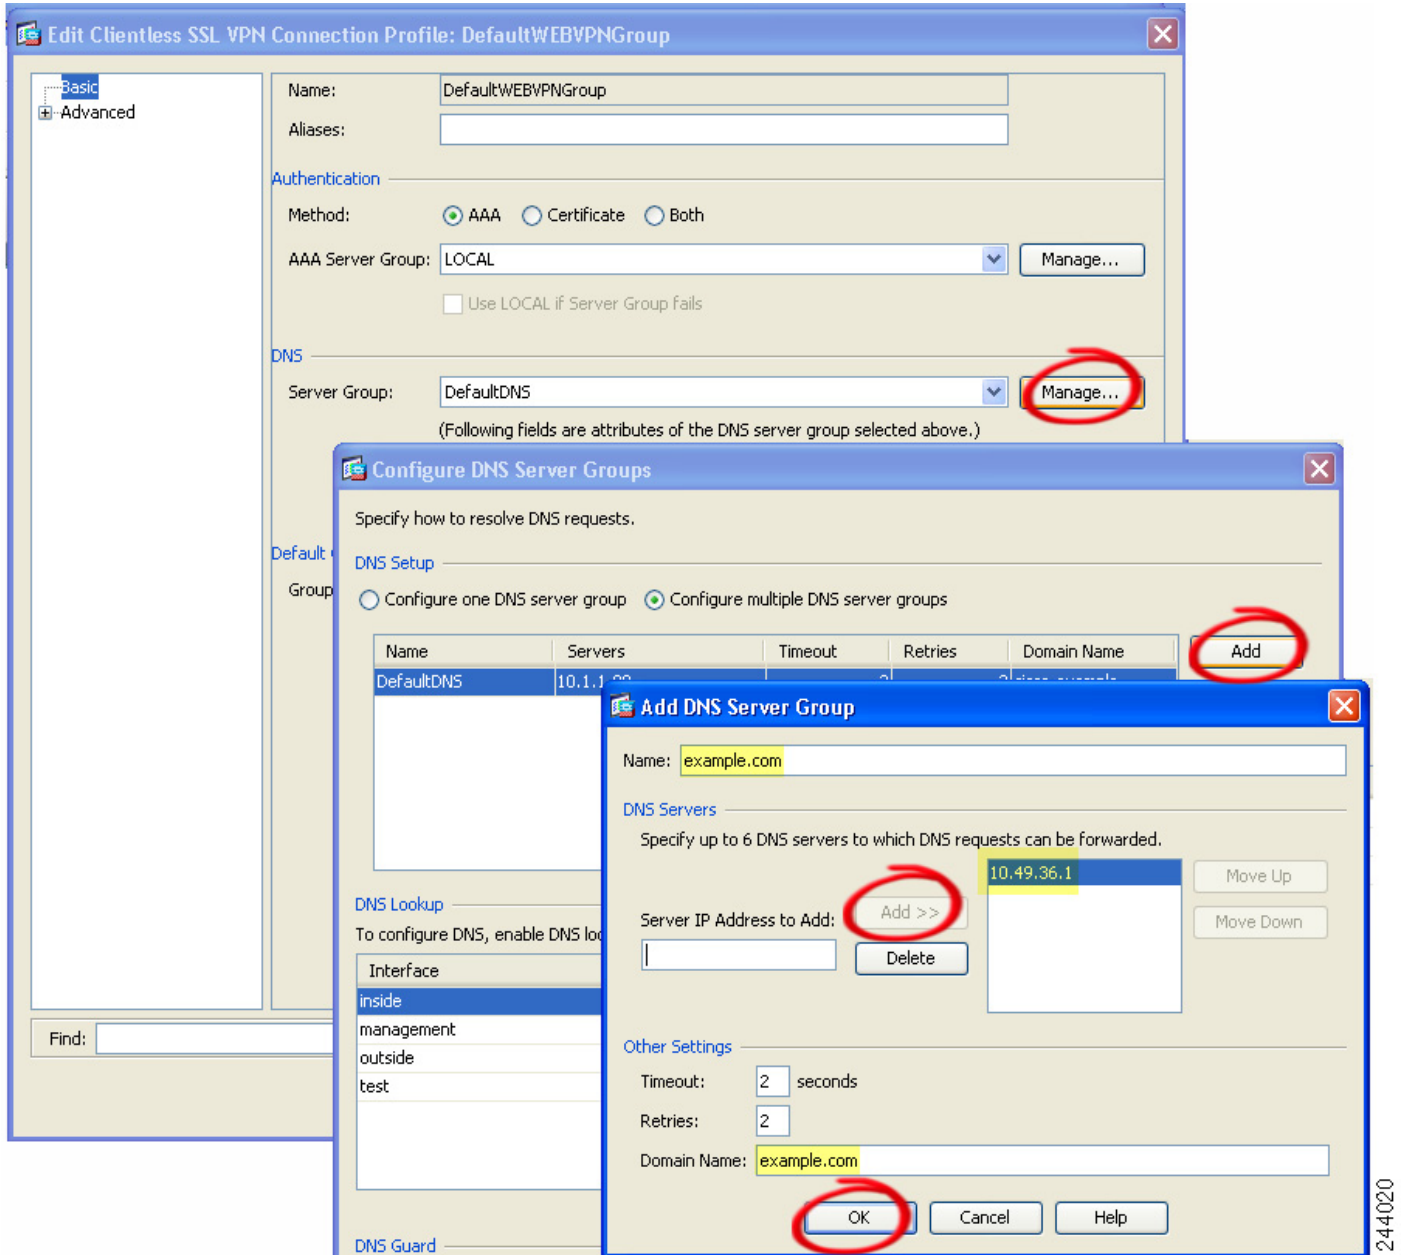 Edit Clientless SSL VPN Connection Profile: DefaultWEBVPNGroup
Basic
Advanced
Name: DefaultWEBVPNGroup
Aliases:
Authentication
Method: AAA Certificate Both
AAA Server Group: LOCAL Manage...
Use LOCAL if Server Group fails
DNS
Server Group: DefaultDNS Manage...
(Following fields are attributes of the DNS server group selected above.)
Default
Group
Find:
Configure DNS Server Groups
Specify how to resolve DNS requests.
DNS Setup
Configure one DNS server group Configure multiple DNS server groups
Name Servers Timeout Retries Domain Name Add
DefaultDNS
DNS Lookup
To configure DNS, enable DNS
Interface
inside
management
outside
test
DNS Guard
Add DNS Server Group
Name: example.com
DNS Servers
Specify up to 6 DNS servers to which DNS requests can be forwarded.
10.49.36.1 Move Up
Server IP Address to Add: Add >> Move Down
Delete
Other Settings
Timeout: 2 seconds
Retries: 2
Domain Name: example.com
OK Cancel Help
244020